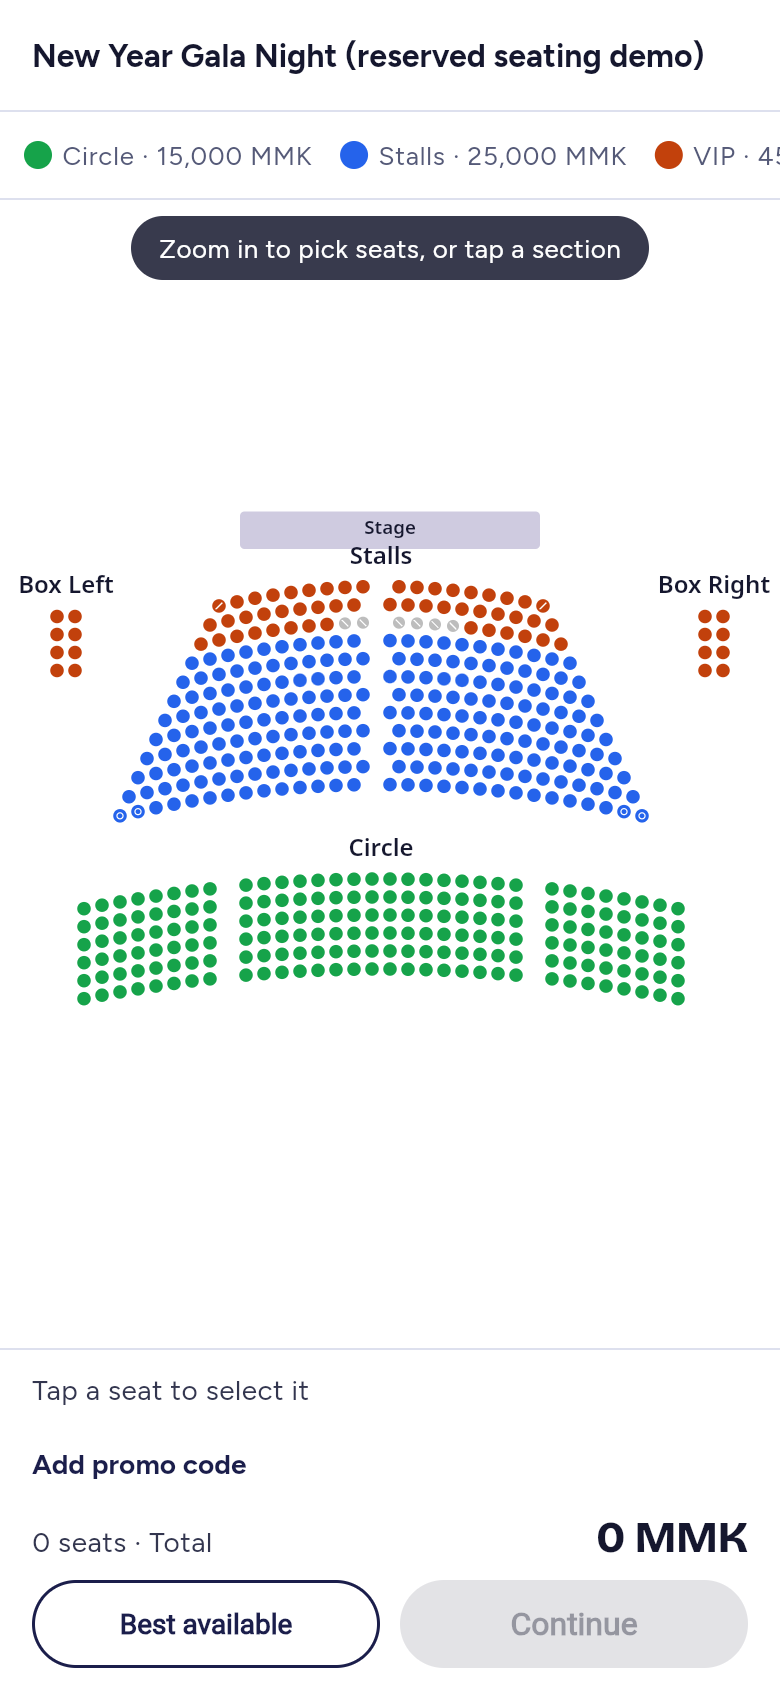 New Year Gala Night (reserved seating demo)
Circle · 15,000 MMK
Stalls · 25,000 MMK
VIP · 45
Zoom in to pick seats, or tap a section
Stage
Stalls
Box Left
Box Right
Circle
Tap a seat to select it
Add promo code
0 seats · Total
0 MMK
Best available
Continue